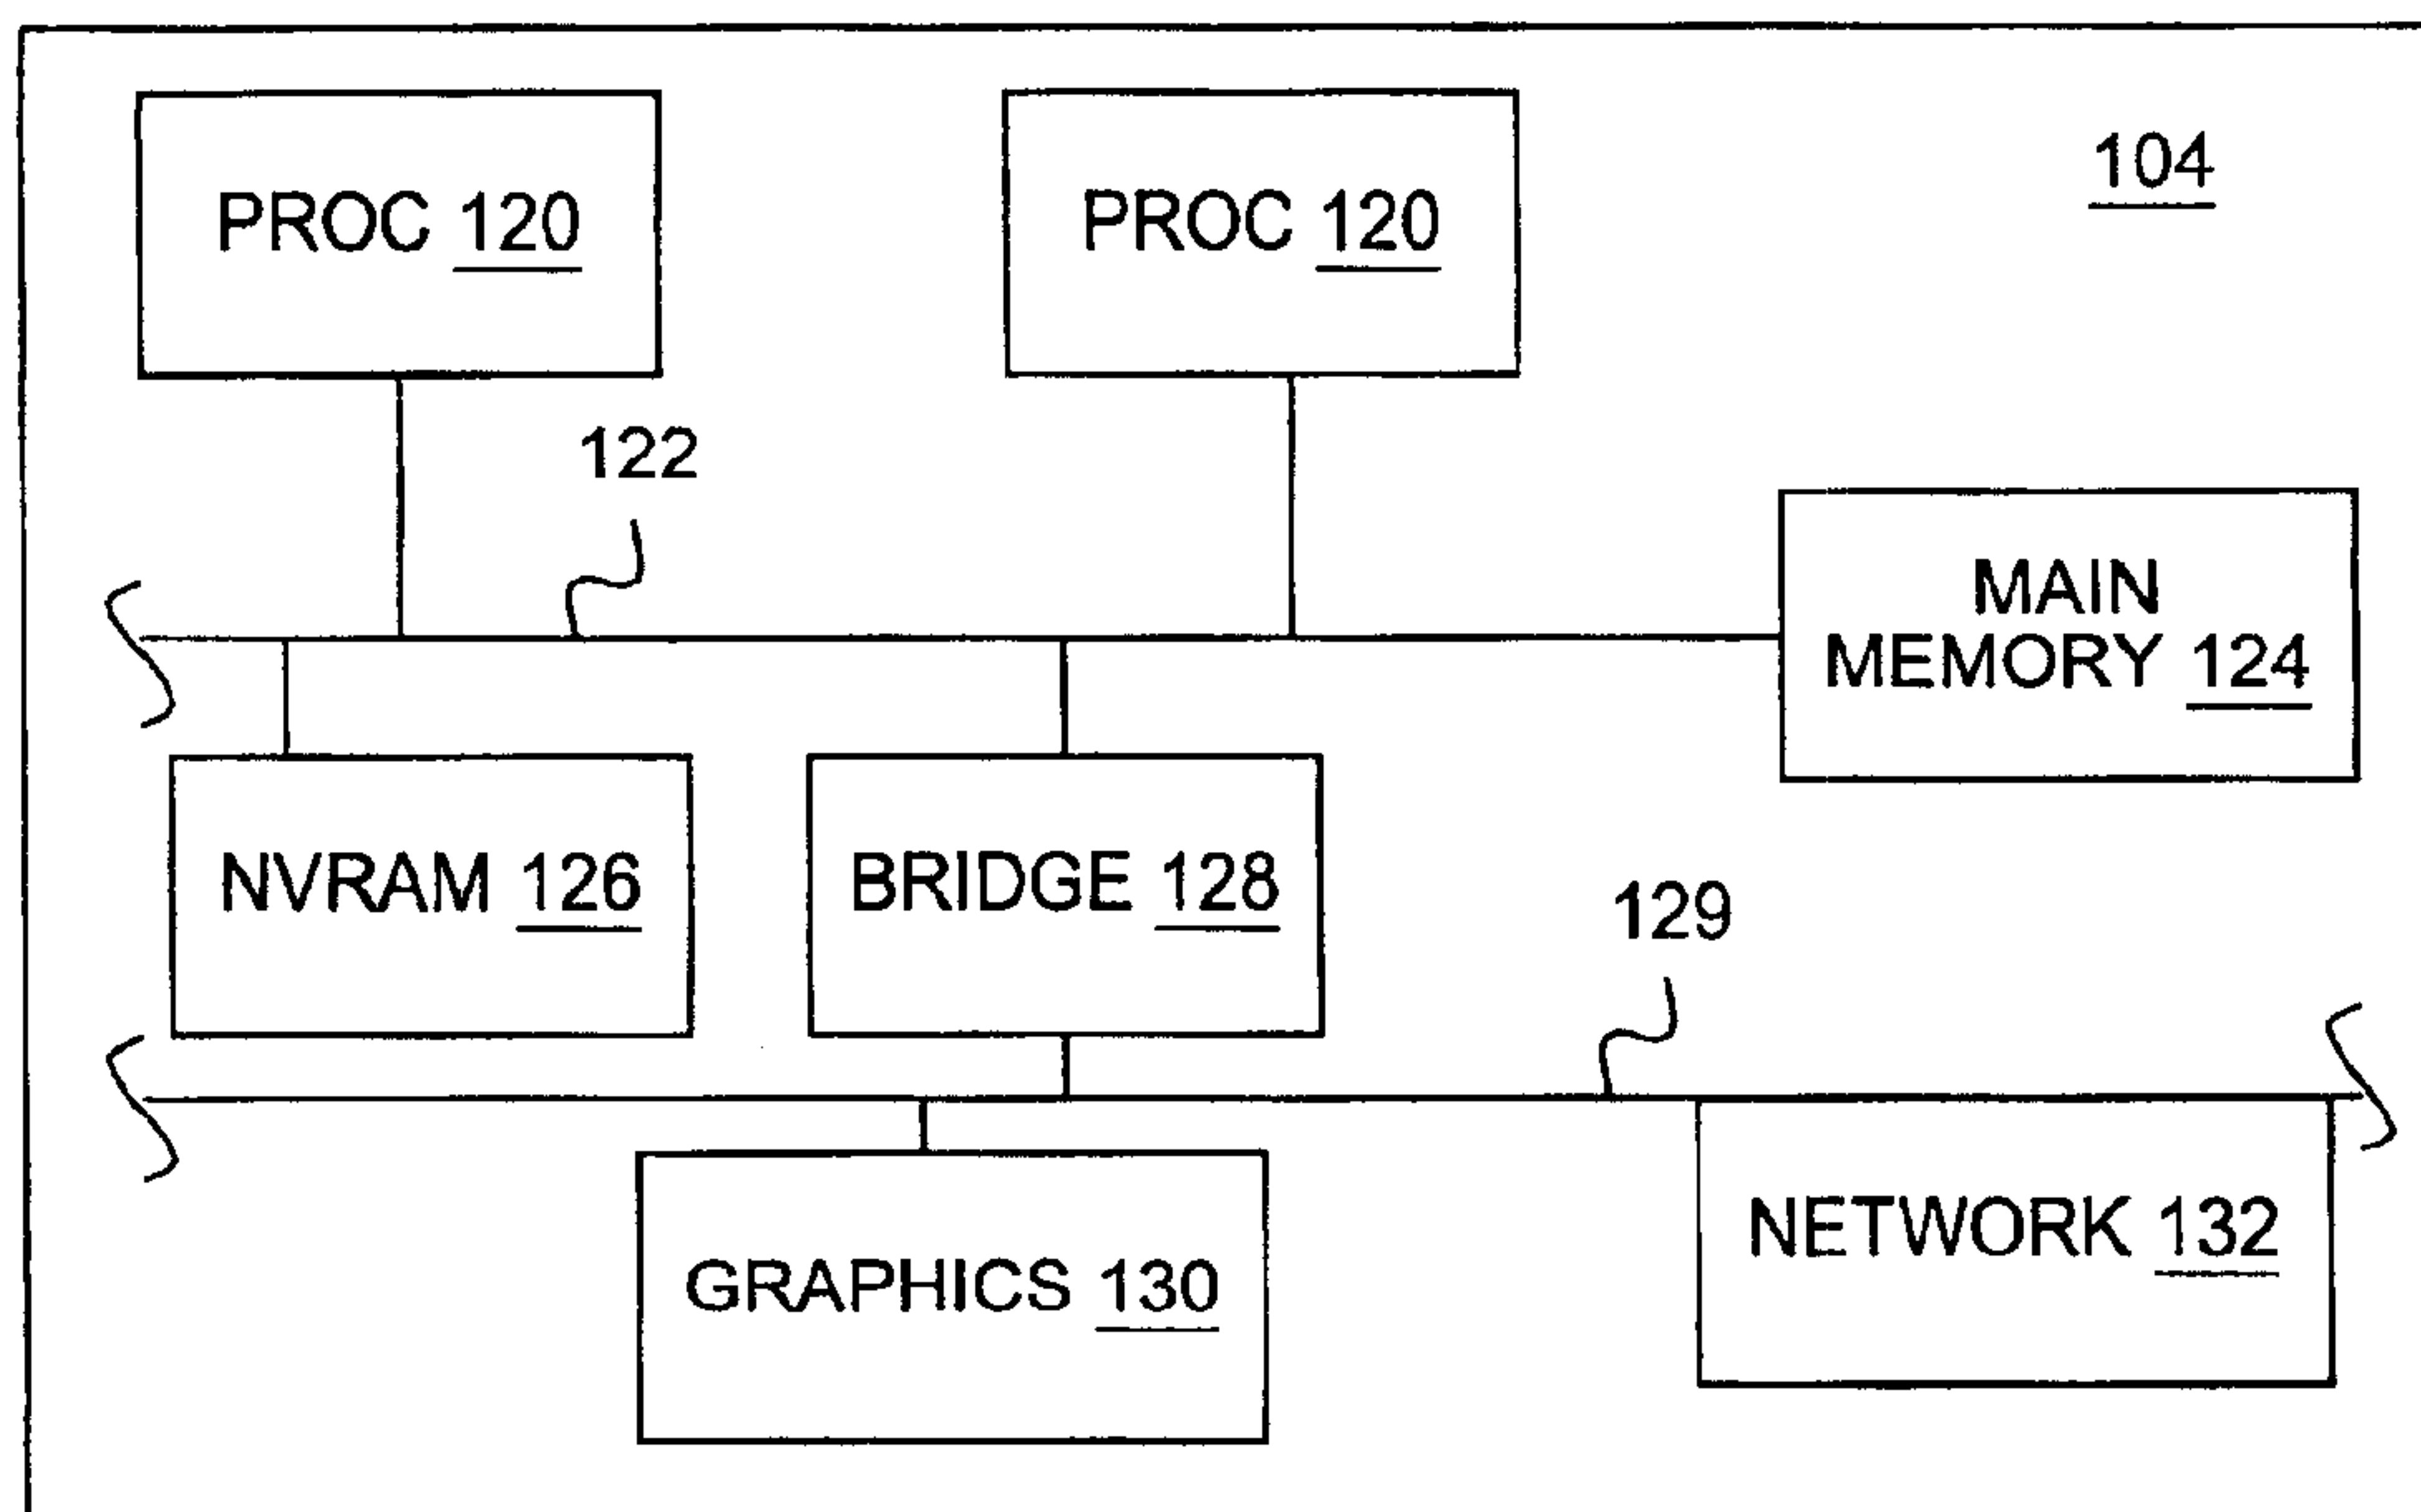 PROC 120
PROC 120
104
122
MAIN
MEMORY 124
NVRAM 126
BRIDGE 128
129
GRAPHICS 130
NETWORK 132